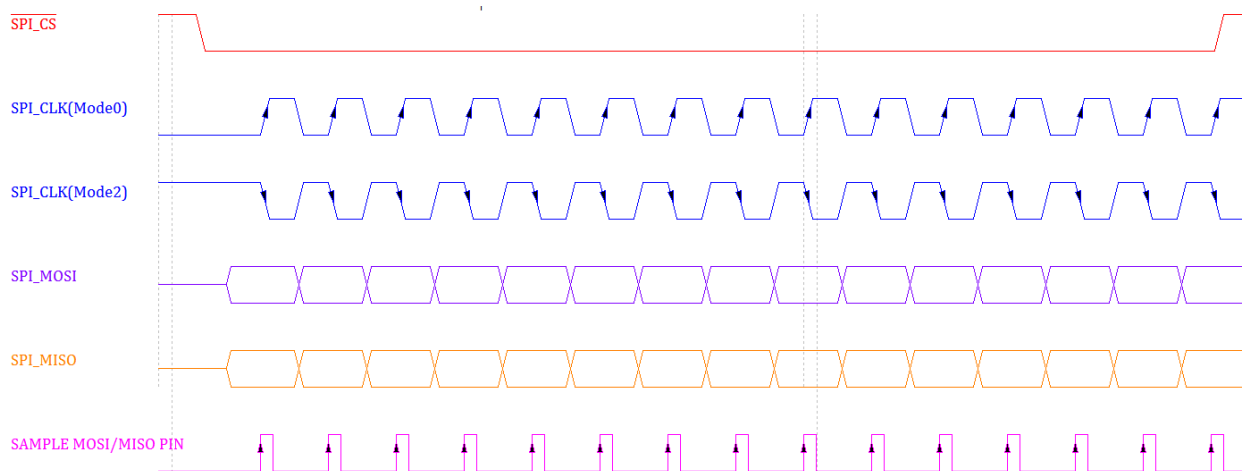 SPI_CS
SPI_CLK(Mode0)
SPI_CLK(Mode2)
SPI_MOSI
SPI_MISO
SAMPLE MOSI/MISO PIN